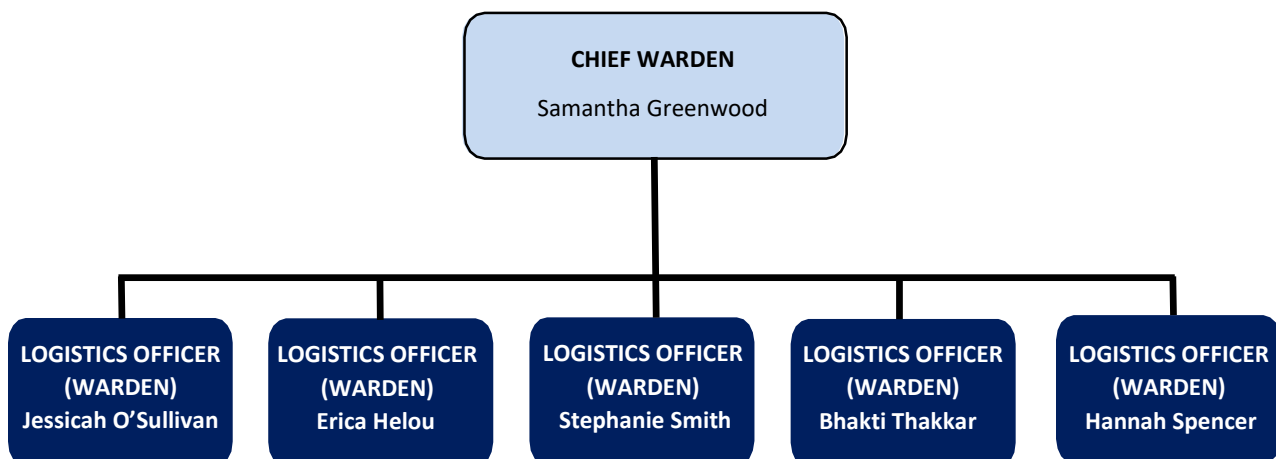 CHIEF WARDEN
Samantha Greenwood
LOGISTICS OFFICER
(WARDEN)
Jessicah O’Sullivan
LOGISTICS OFFICER
(WARDEN)
Erica Helou
LOGISTICS OFFICER
(WARDEN)
Stephanie Smith
LOGISTICS OFFICER
(WARDEN)
Bhakti Thakkar
LOGISTICS OFFICER
(WARDEN)
Hannah Spencer